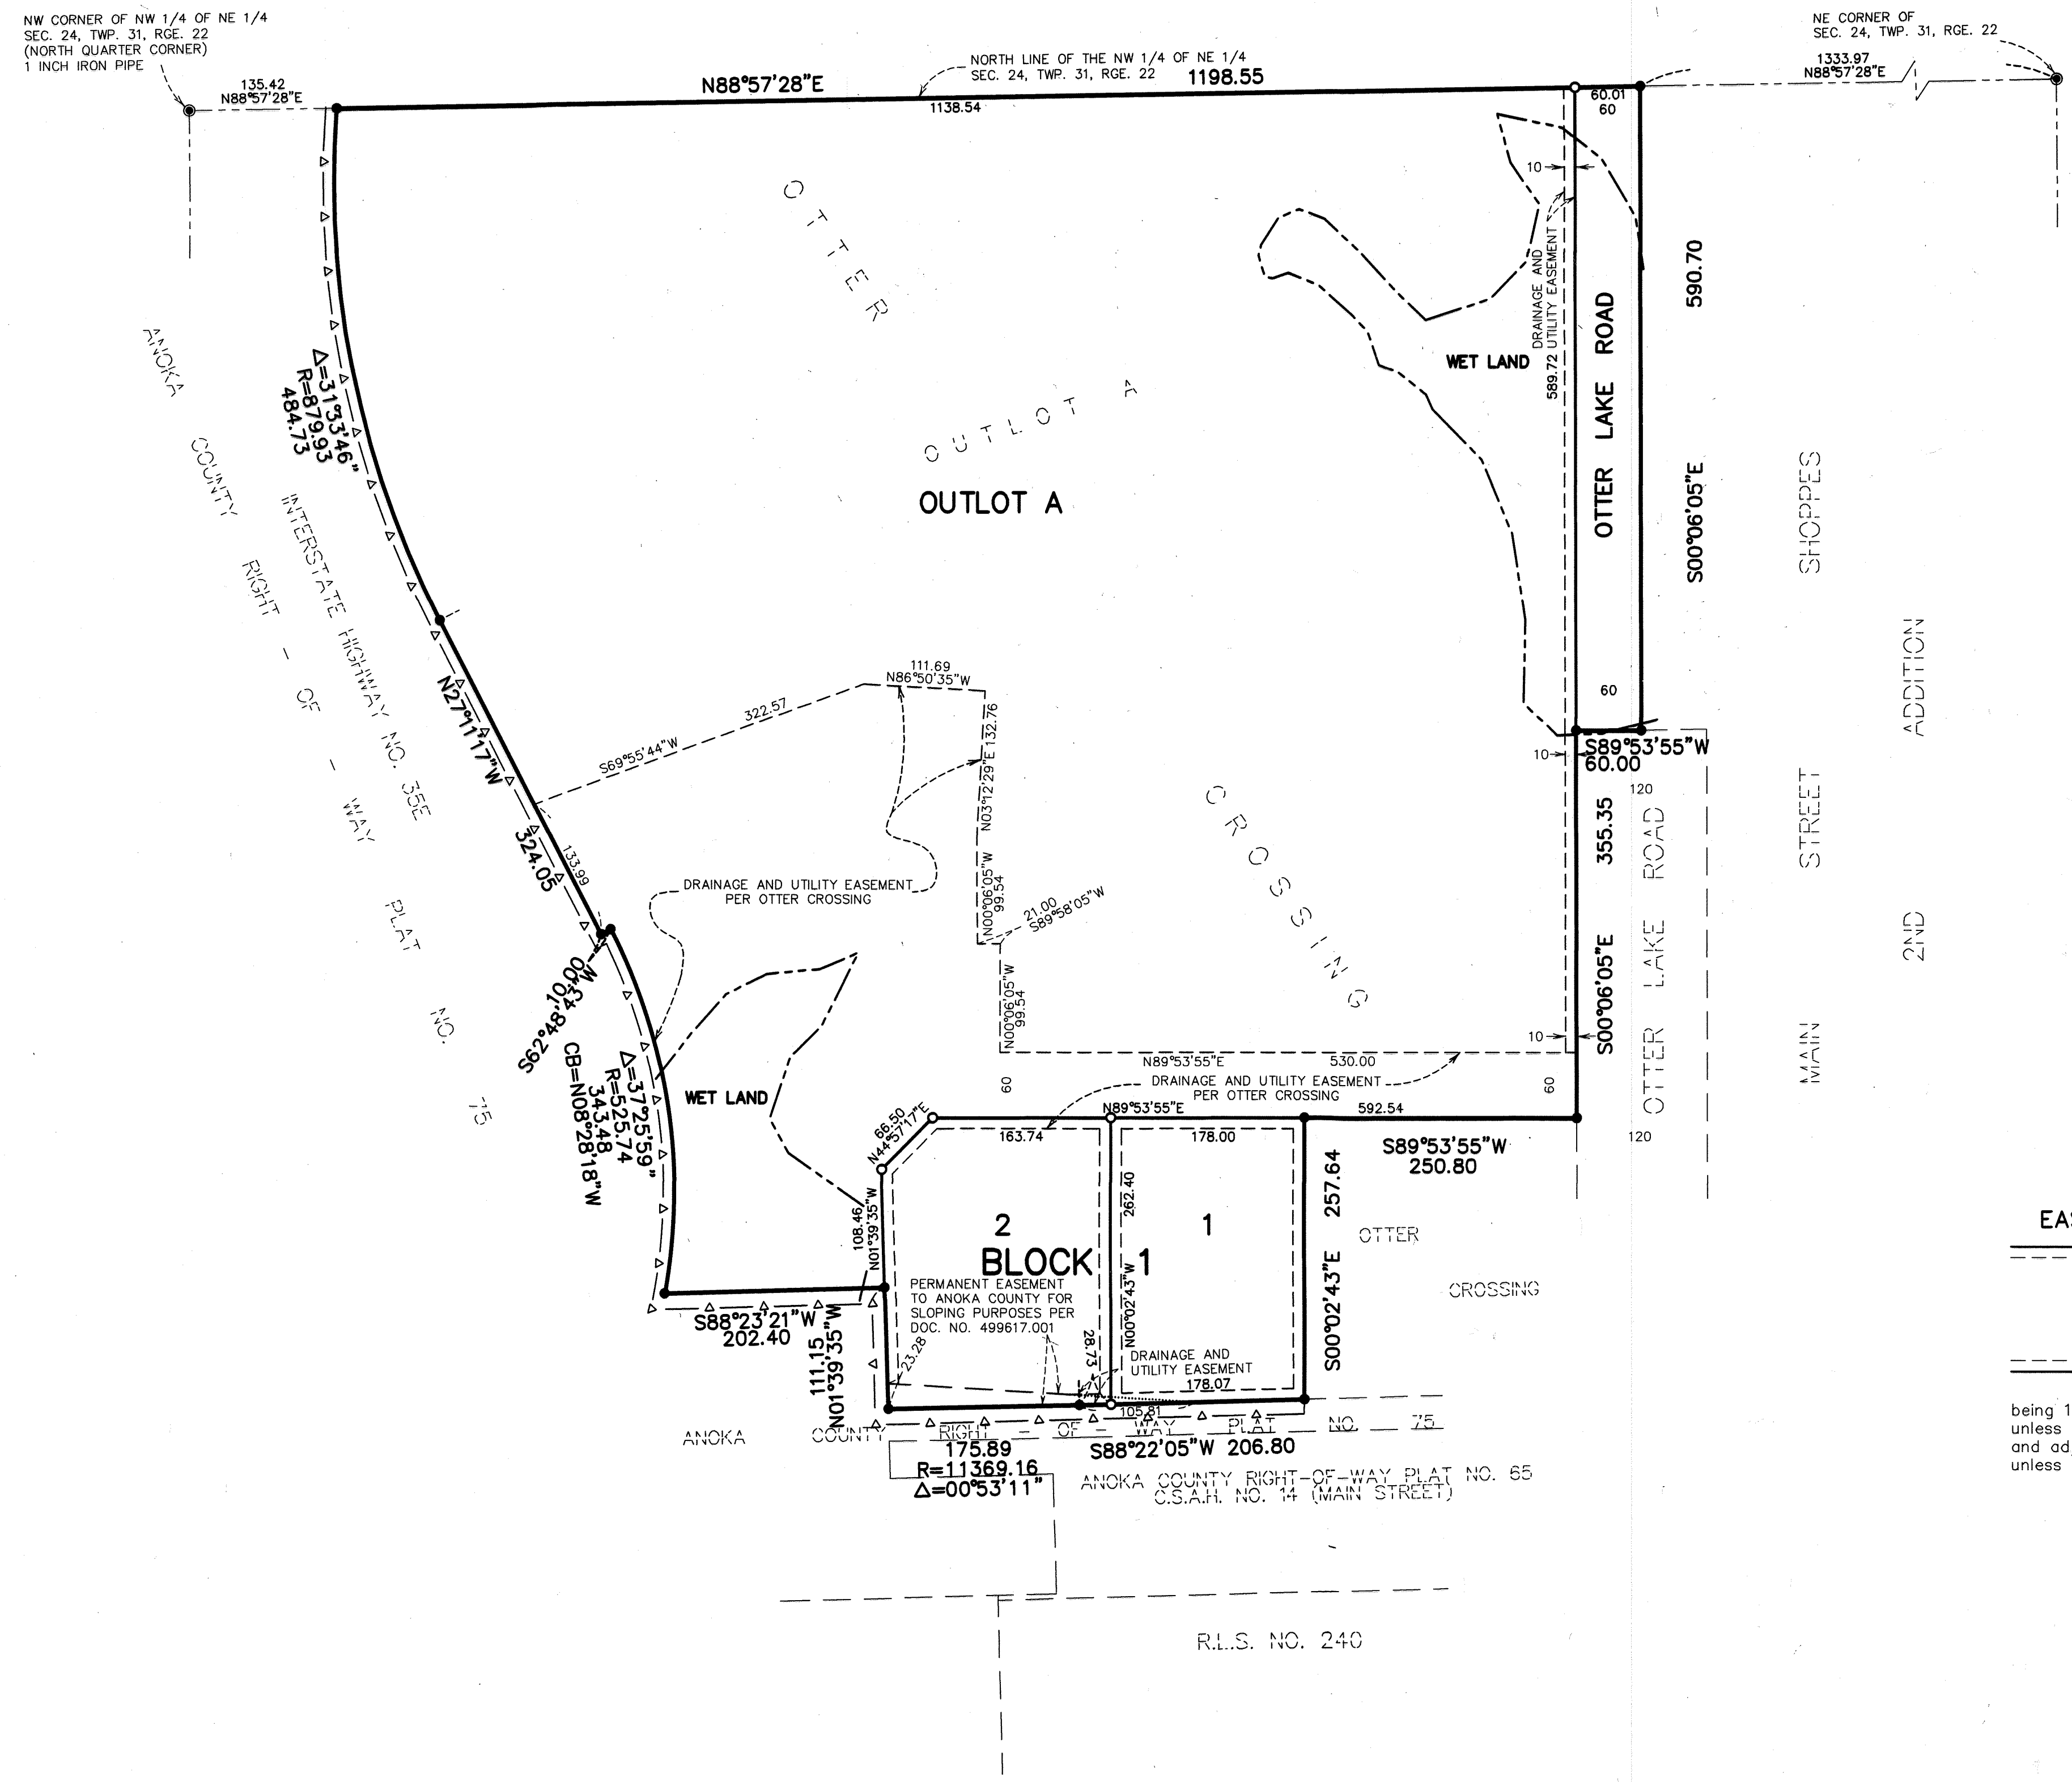 NW CORNER OF NW 1/4 OF NE 1/4
SEC. 24, TWP. 31, RGE. 22
(NORTH QUARTER CORNER)
1 INCH IRON PIPE
NE CORNER OF
SEC. 24, TWP. 31, RGE. 22
135.42
N88°57'28"E
N88°57'28"E
NORTH LINE OF THE NW 1/4 OF NE 1/4
SEC. 24, TWP. 31, RGE. 22
1198.55
1138.54
60.01
60
1333.97
N88°57'28"E
10
OTTER
DRAINAGE AND
589.72 UTILITY EASEMENT
OTTER LAKE ROAD
590.70
S00°06'05"E
WET LAND
OUTLOT A
OUTLOT A
Δ=31°33'46"
R=879.93
484.73
ANOKA COUNTY RIGHT - OF - WAY PLAT NO. 75
INTERSTATE HIGHWAY NO. 35E
N27°11'17"W
324.05
133.99
S69°55'44"W
322.57
111.69
N86°50'35"W
N03°12'29"E 132.76
N00°06'05"W
99.54
21.00
S89°58'05"W
N00°06'05"W
99.54
CROSSING
60
S89°53'55"W
60.00
10
120
355.35
S00°06'05"E
OTTER LAKE ROAD
MAIN STREET SHOPPES
2ND ADDITION
DRAINAGE AND UTILITY EASEMENT
PER OTTER CROSSING
10.00
S62°48'43"W
Δ=37°25'59"
R=525.74
343.48
CB=N08°28'18"W
WET LAND
10
N89°53'55"E
530.00
60
60
DRAINAGE AND UTILITY EASEMENT
PER OTTER CROSSING
66.50
N44°57'17"E
N89°53'55"E
592.54
163.74
178.00
S89°53'55"W
250.80
120
108.46
N01°39'35"W
262.40
N00°02'43"W
257.64
S00°02'43"E
2
1
BLOCK 1
OTTER
CROSSING
PERMANENT EASEMENT
TO ANOKA COUNTY FOR
SLOPING PURPOSES PER
DOC. NO. 499617.001
S88°23'21"W
202.40
111.15
N01°39'35"W
23.28
28.73
DRAINAGE AND
UTILITY EASEMENT
178.07
105.81
ANOKA COUNTY RIGHT - OF - WAY PLAT NO. 75
175.89
R=11369.16
Δ=00°53'11"
S88°22'05"W 206.80
ANOKA COUNTY RIGHT-OF-WAY PLAT NO. 65
C.S.A.H. NO. 14 (MAIN STREET)
R.L.S. NO. 240
EAS
being 1
unless
and ad
unless